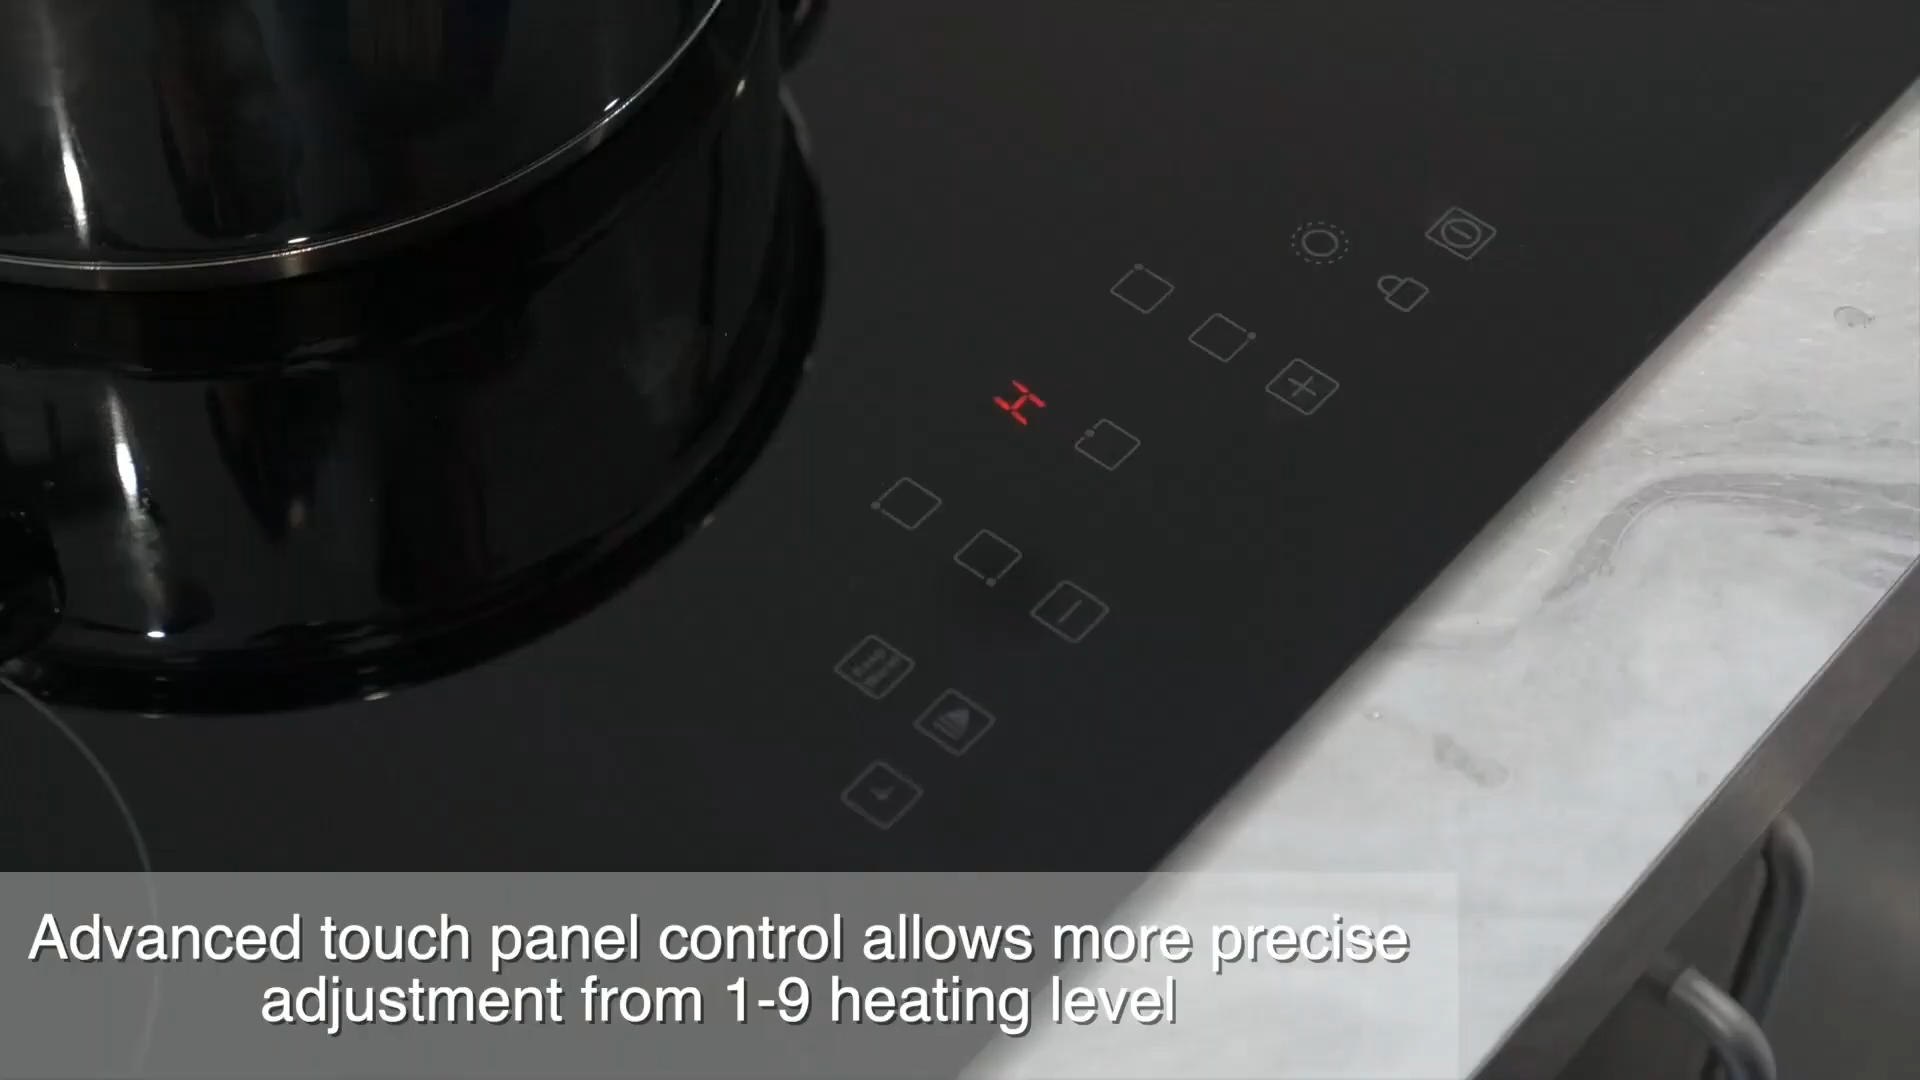 H
Advanced touch panel control allows more precise
adjustment from 1-9 heating level